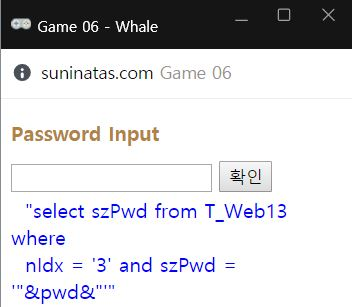 Game 06 - Whale
suninatas.com Game 06
Password Input
확인
"select szPwd from T_Web13
where
nIdx = '3' and szPwd =
'"&pwd&"'"